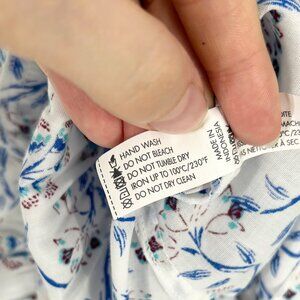 HAND WASH
DO NOT BLEACH
DO NOT TUMBLE DRY
IRON UP TO 100°C/230°F
DO NOT DRY CLEAN
MADE IN
INDONESIA